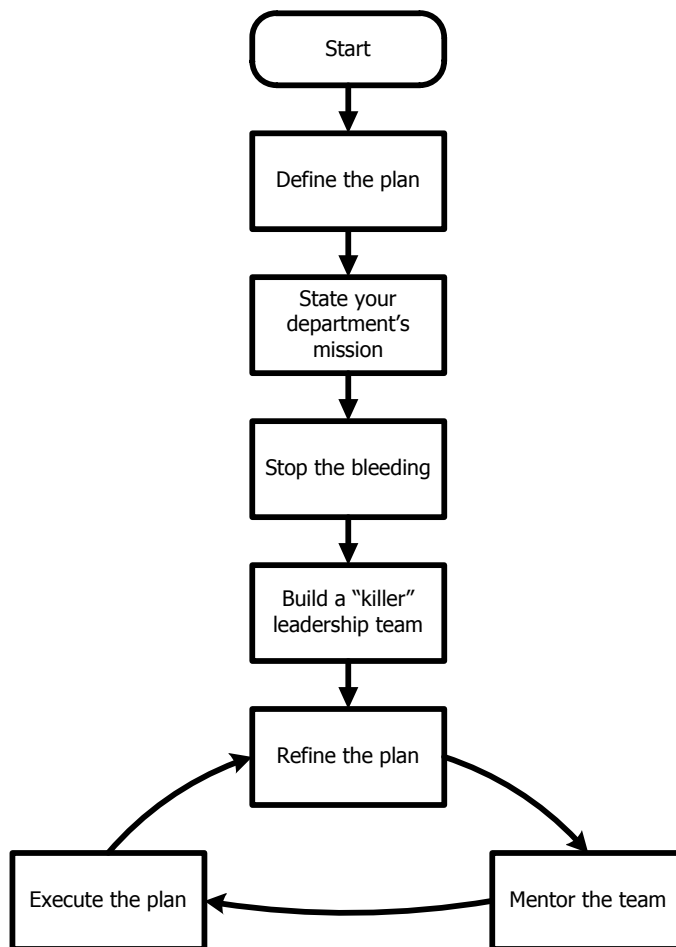 Start
Define the plan
State your
department’s
mission
Stop the bleeding
Build a “killer”
leadership team
Refine the plan
Execute the plan
Mentor the team